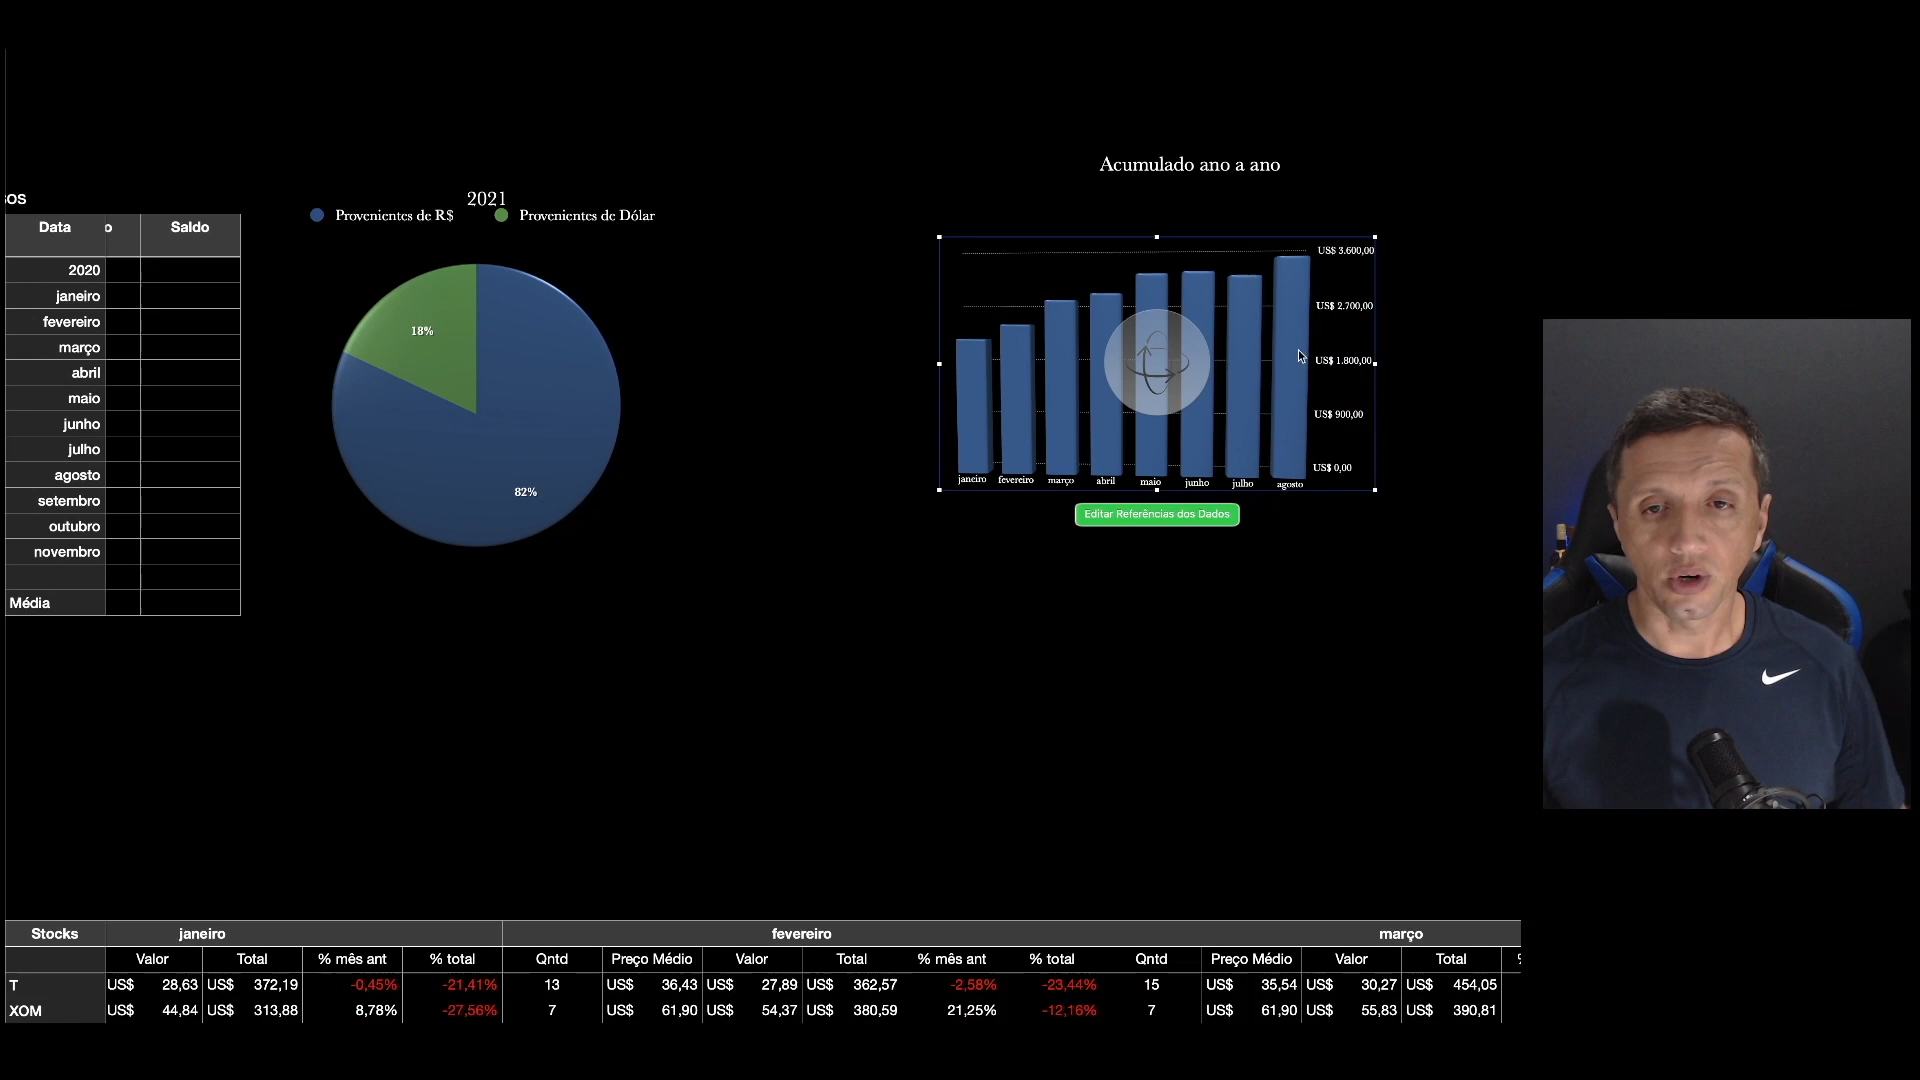 Acumulado ano a ano
2021
Provenientes de R$ Provenientes de Dólar
18%
82%
Data Saldo
2020
janeiro
fevereiro
março
abril
maio
junho
julho
agosto
setembro
outubro
novembro
Média
US$ 3.600,00
US$ 2.700,00
US$ 1.800,00
US$ 900,00
US$ 0,00
janeiro fevereiro março abril maio junho julho agosto
Editar Referências dos Dados
Stocks janeiro fevereiro março
Valor Total % mês ant % total Qntd Preço Médio Valor Total % mês ant % total Qntd Preço Médio Valor Total
T US$ 28,63 US$ 372,19 -0,45% -21,41% 13 US$ 36,43 US$ 27,89 US$ 362,57 -2,58% -23,44% 15 US$ 35,54 US$ 30,27 US$ 454,05
XOM US$ 44,84 US$ 313,88 8,78% -27,56% 7 US$ 61,90 US$ 54,37 US$ 380,59 21,25% -12,16% 7 US$ 61,90 US$ 55,83 US$ 390,81